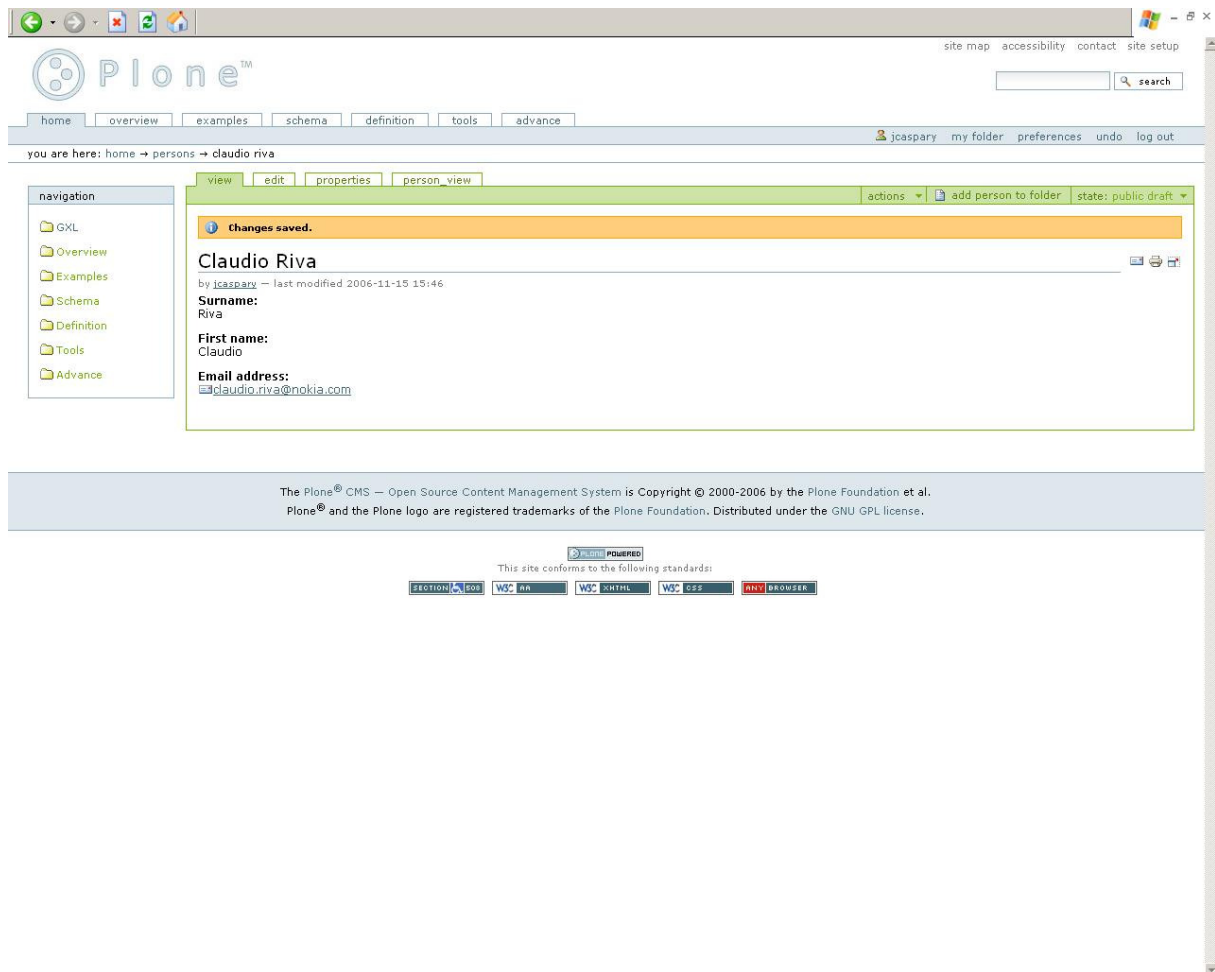 site map accessibility contact site setup
Plone™
search
home overview examples schema definition tools advance
jcaspary my folder preferences undo log out
you are here: home → persons → claudio riva
view edit properties person_view
navigation
actions add person to folder state: public draft
GXL
Overview
Examples
Schema
Definition
Tools
Advance
Changes saved.
Claudio Riva
by jcaspary — last modified 2006-11-15 15:46
Surname:
Riva
First name:
Claudio
Email address:
claudio.riva@nokia.com
The Plone® CMS — Open Source Content Management System is Copyright © 2000-2006 by the Plone Foundation et al.
Plone® and the Plone logo are registered trademarks of the Plone Foundation. Distributed under the GNU GPL license.
PLONE POWERED
This site conforms to the following standards:
SECTION 508 W3C AA W3C XHTML W3C CSS ANY BROWSER